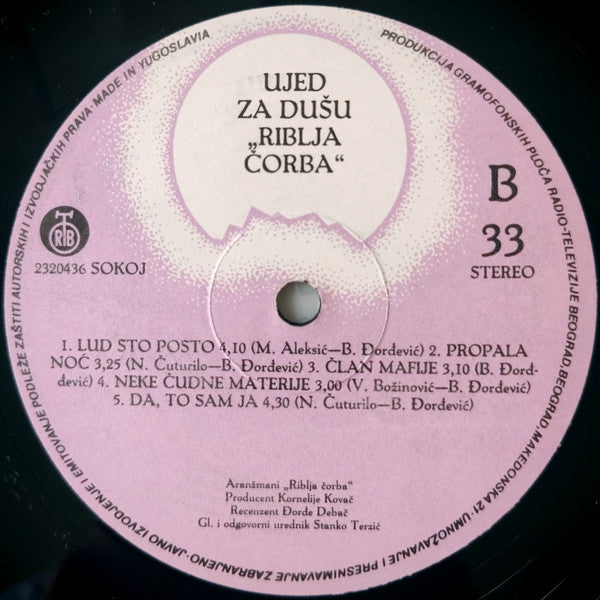 UJED
ZA DUŠU
„RIBLJA
ČORBA“
B
33
STEREO
RTB
2320436 SOKOJ
1. LUD STO POSTO 4,10 (M. Aleksić—B. Đorđević) 2. PROPALA
NOĆ 3,25 (N. Čuturilo—B. Đorđević) 3. ČLAN MAFIJE 3,10 (B. Đor-
đević) 4. NEKE ČUDNE MATERIJE 3,00 (V. Božinović—B. Đorđević)
5. DA, TO SAM JA 4,30 (N. Čuturilo—B. Đorđević)
Aranžmani „Riblja čorba“
Producent Kornelije Kovač
Recenzent Đorđe Debač
Gl. i odgovorni urednik Stanko Terzić
PRODUKCIJA GRAMOFONSKIH PLOČA RADIO-TELEVIZIJE BEOGRAD, BEOGRAD, MAKEDONSKA 21 · UMNOŽAVANJE I PRESNIMAVANJE ZABRANJENO · JAVNO IZVODJENJE I EMITOVANJE PODLEŽE ZAŠTITI AUTORSKIH I IZVODJAČKIH PRAVA · MADE IN YUGOSLAVIA